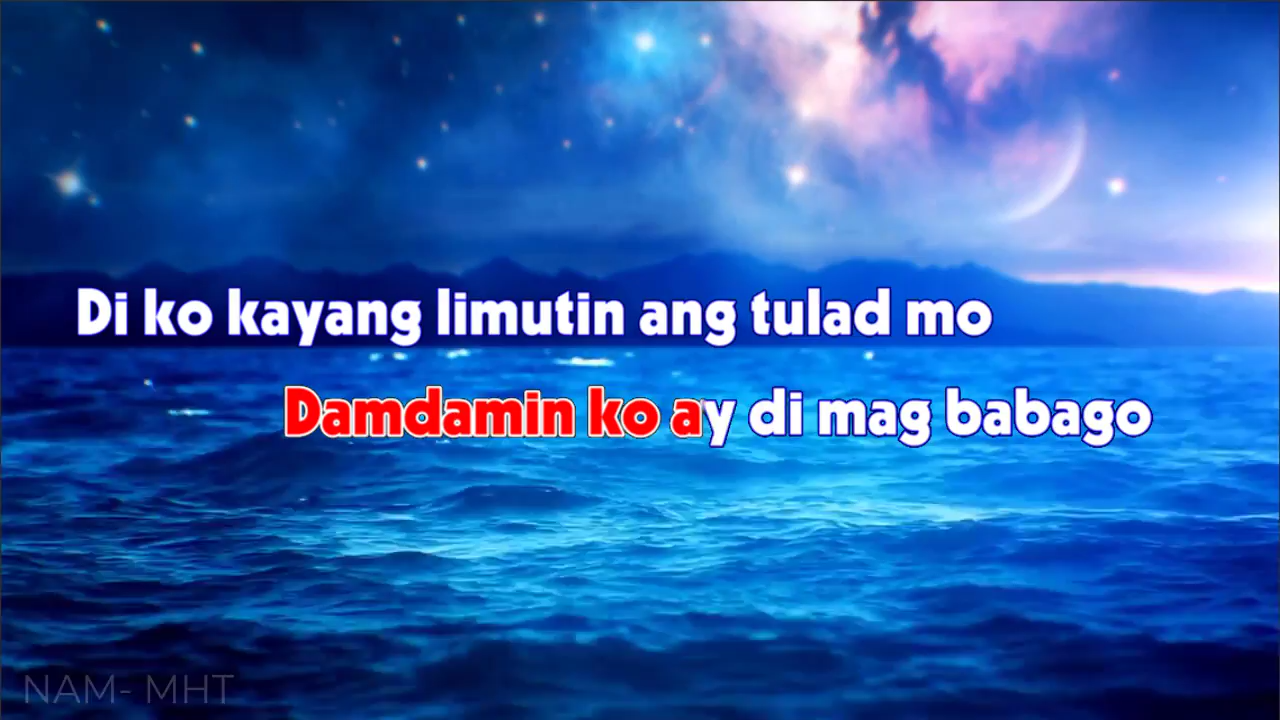 Di ko kayang limutin ang tulad mo
Damdamin ko ay di mag babago
NAM- MHT